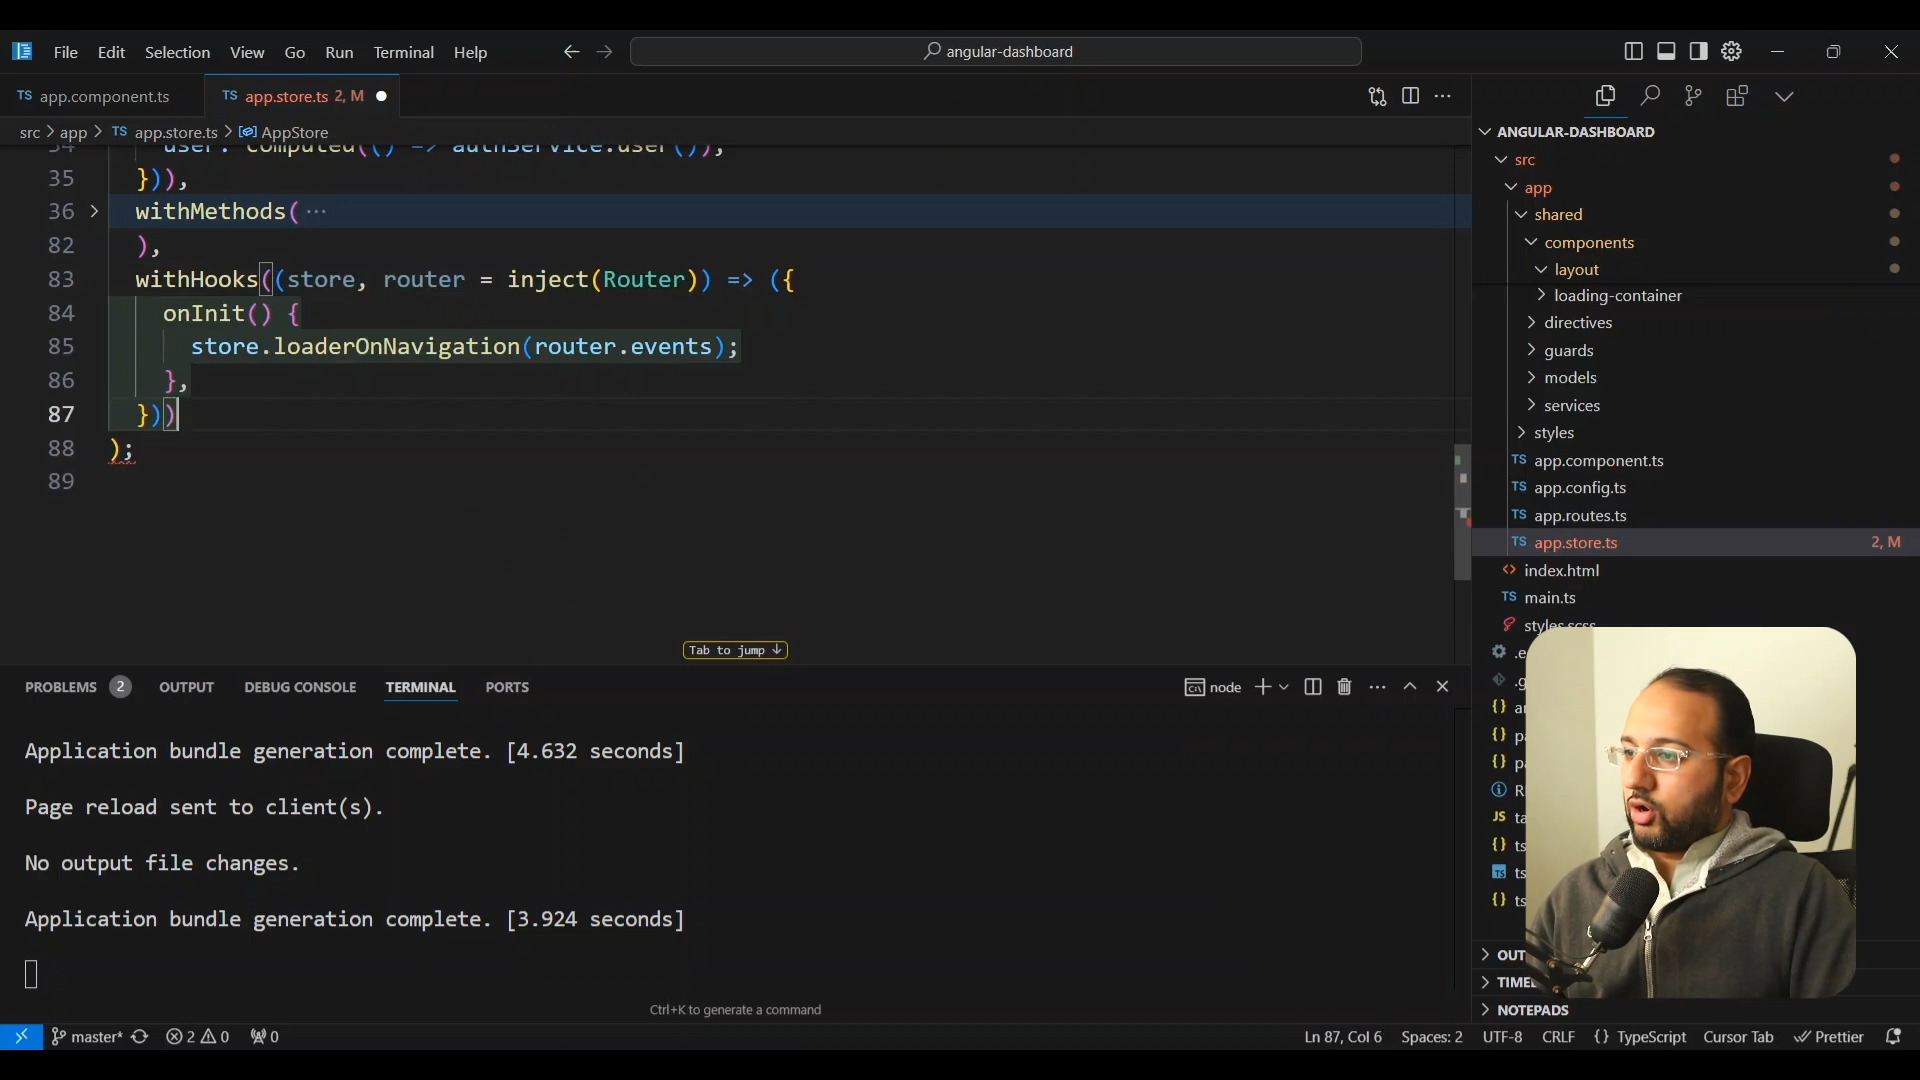 File Edit Selection View Go Run Terminal Help
angular-dashboard
TS app.component.ts
TS app.store.ts 2, M
src > app > TS app.store.ts > AppStore
34 user: computed(() => authService.user()),
35 })),
36 withMethods( ···
82 ),
83 withHooks((store, router = inject(Router)) => ({
84 onInit() {
85 store.loaderOnNavigation(router.events);
86 },
87 }))
88 );
89
Tab to jump ↓
PROBLEMS 2 OUTPUT DEBUG CONSOLE TERMINAL PORTS
node
Application bundle generation complete. [4.632 seconds]
Page reload sent to client(s).
No output file changes.
Application bundle generation complete. [3.924 seconds]
Ctrl+K to generate a command
ANGULAR-DASHBOARD
src
app
shared
components
layout
loading-container
directives
guards
models
services
styles
TS app.component.ts
TS app.config.ts
TS app.routes.ts
TS app.store.ts 2, M
<> index.html
TS main.ts
styles.scss
NOTEPADS
master* 2 0 0
Ln 87, Col 6 Spaces: 2 UTF-8 CRLF {} TypeScript Cursor Tab Prettier